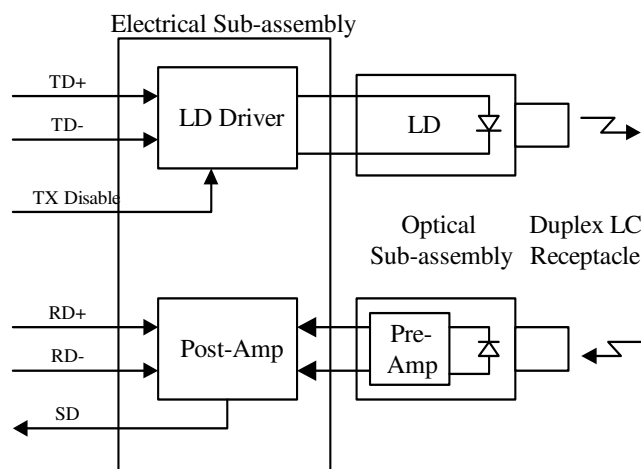 Electrical Sub-assembly
TD+
TD-
LD Driver
LD
TX Disable
Optical
Sub-assembly
Duplex LC
Receptacle
RD+
RD-
Post-Amp
Pre-
Amp
SD